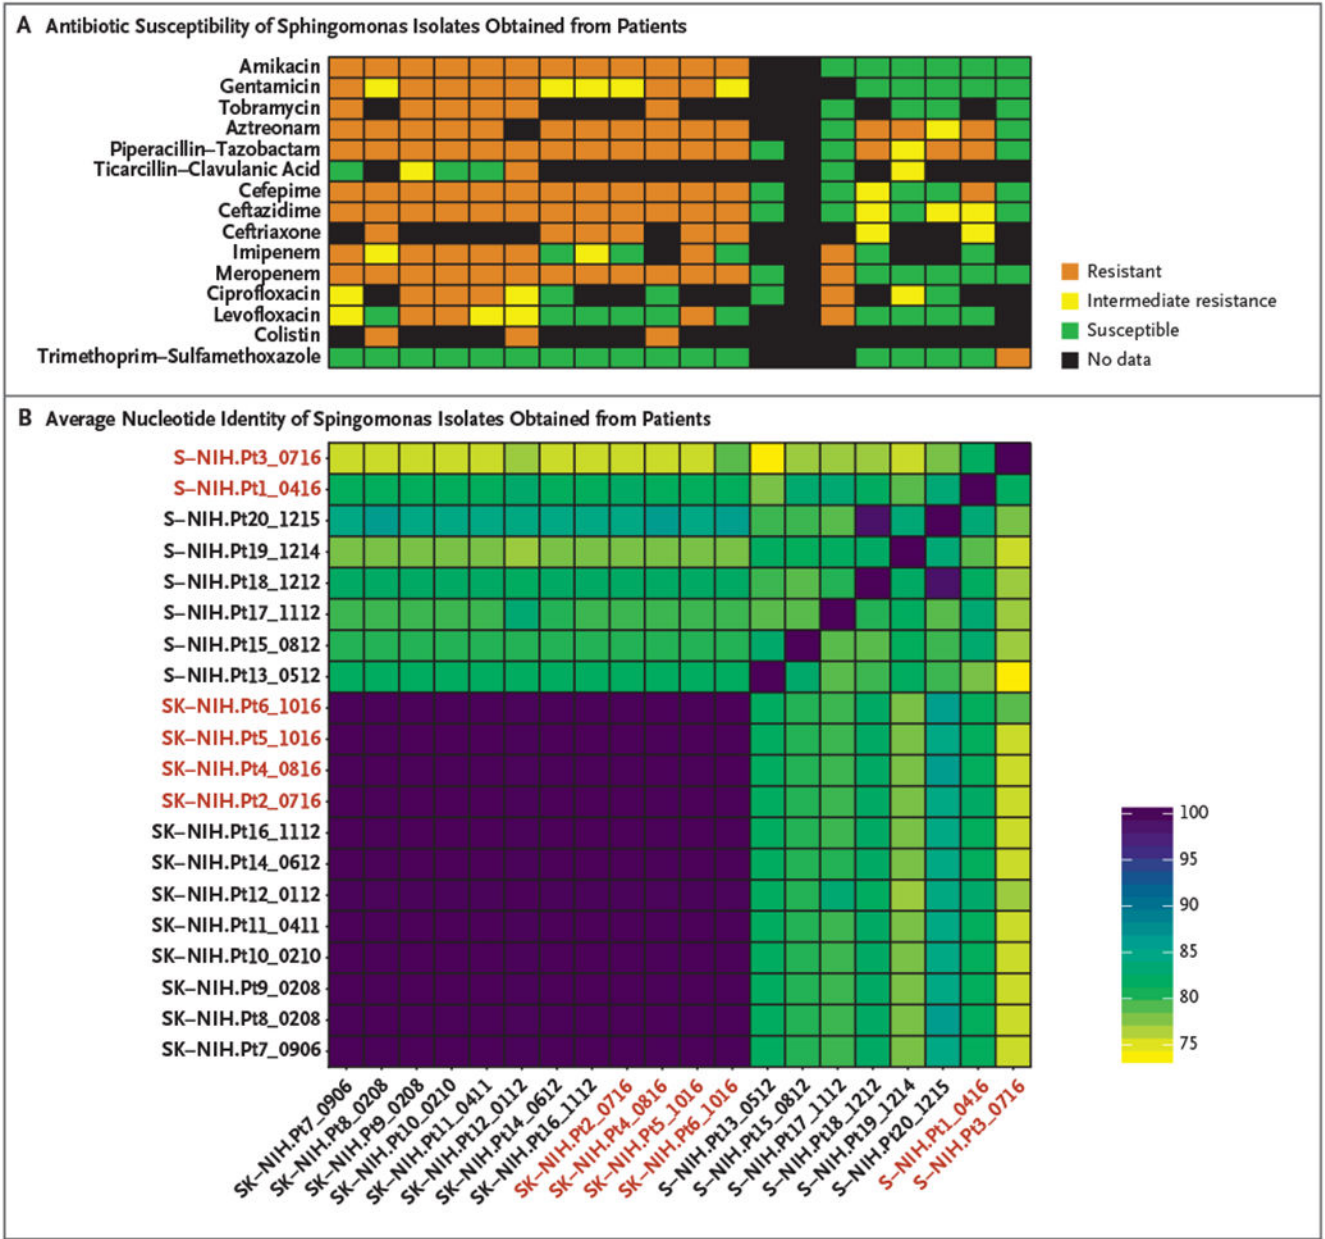 A Antibiotic Susceptibility of Sphingomonas Isolates Obtained from Patients
Amikacin
Gentamicin
Tobramycin
Aztreonam
Piperacillin–Tazobactam
Ticarcillin–Clavulanic Acid
Cefepime
Ceftazidime
Ceftriaxone
Imipenem
Meropenem
Ciprofloxacin
Levofloxacin
Colistin
Trimethoprim–Sulfamethoxazole
Resistant
Intermediate resistance
Susceptible
No data
B Average Nucleotide Identity of Spingomonas Isolates Obtained from Patients
S–NIH.Pt3_0716
S–NIH.Pt1_0416
S–NIH.Pt20_1215
S–NIH.Pt19_1214
S–NIH.Pt18_1212
S–NIH.Pt17_1112
S–NIH.Pt15_0812
S–NIH.Pt13_0512
SK–NIH.Pt6_1016
SK–NIH.Pt5_1016
SK–NIH.Pt4_0816
SK–NIH.Pt2_0716
SK–NIH.Pt16_1112
SK–NIH.Pt14_0612
SK–NIH.Pt12_0112
SK–NIH.Pt11_0411
SK–NIH.Pt10_0210
SK–NIH.Pt9_0208
SK–NIH.Pt8_0208
SK–NIH.Pt7_0906
100
95
90
85
80
75
SK–NIH.Pt7_0906
SK–NIH.Pt8_0208
SK–NIH.Pt9_0208
SK–NIH.Pt10_0210
SK–NIH.Pt11_0411
SK–NIH.Pt12_0112
SK–NIH.Pt14_0612
SK–NIH.Pt16_1112
SK–NIH.Pt2_0716
SK–NIH.Pt4_0816
SK–NIH.Pt5_1016
SK–NIH.Pt6_1016
S–NIH.Pt13_0512
S–NIH.Pt15_0812
S–NIH.Pt17_1112
S–NIH.Pt18_1212
S–NIH.Pt19_1214
S–NIH.Pt20_1215
S–NIH.Pt1_0416
S–NIH.Pt3_0716